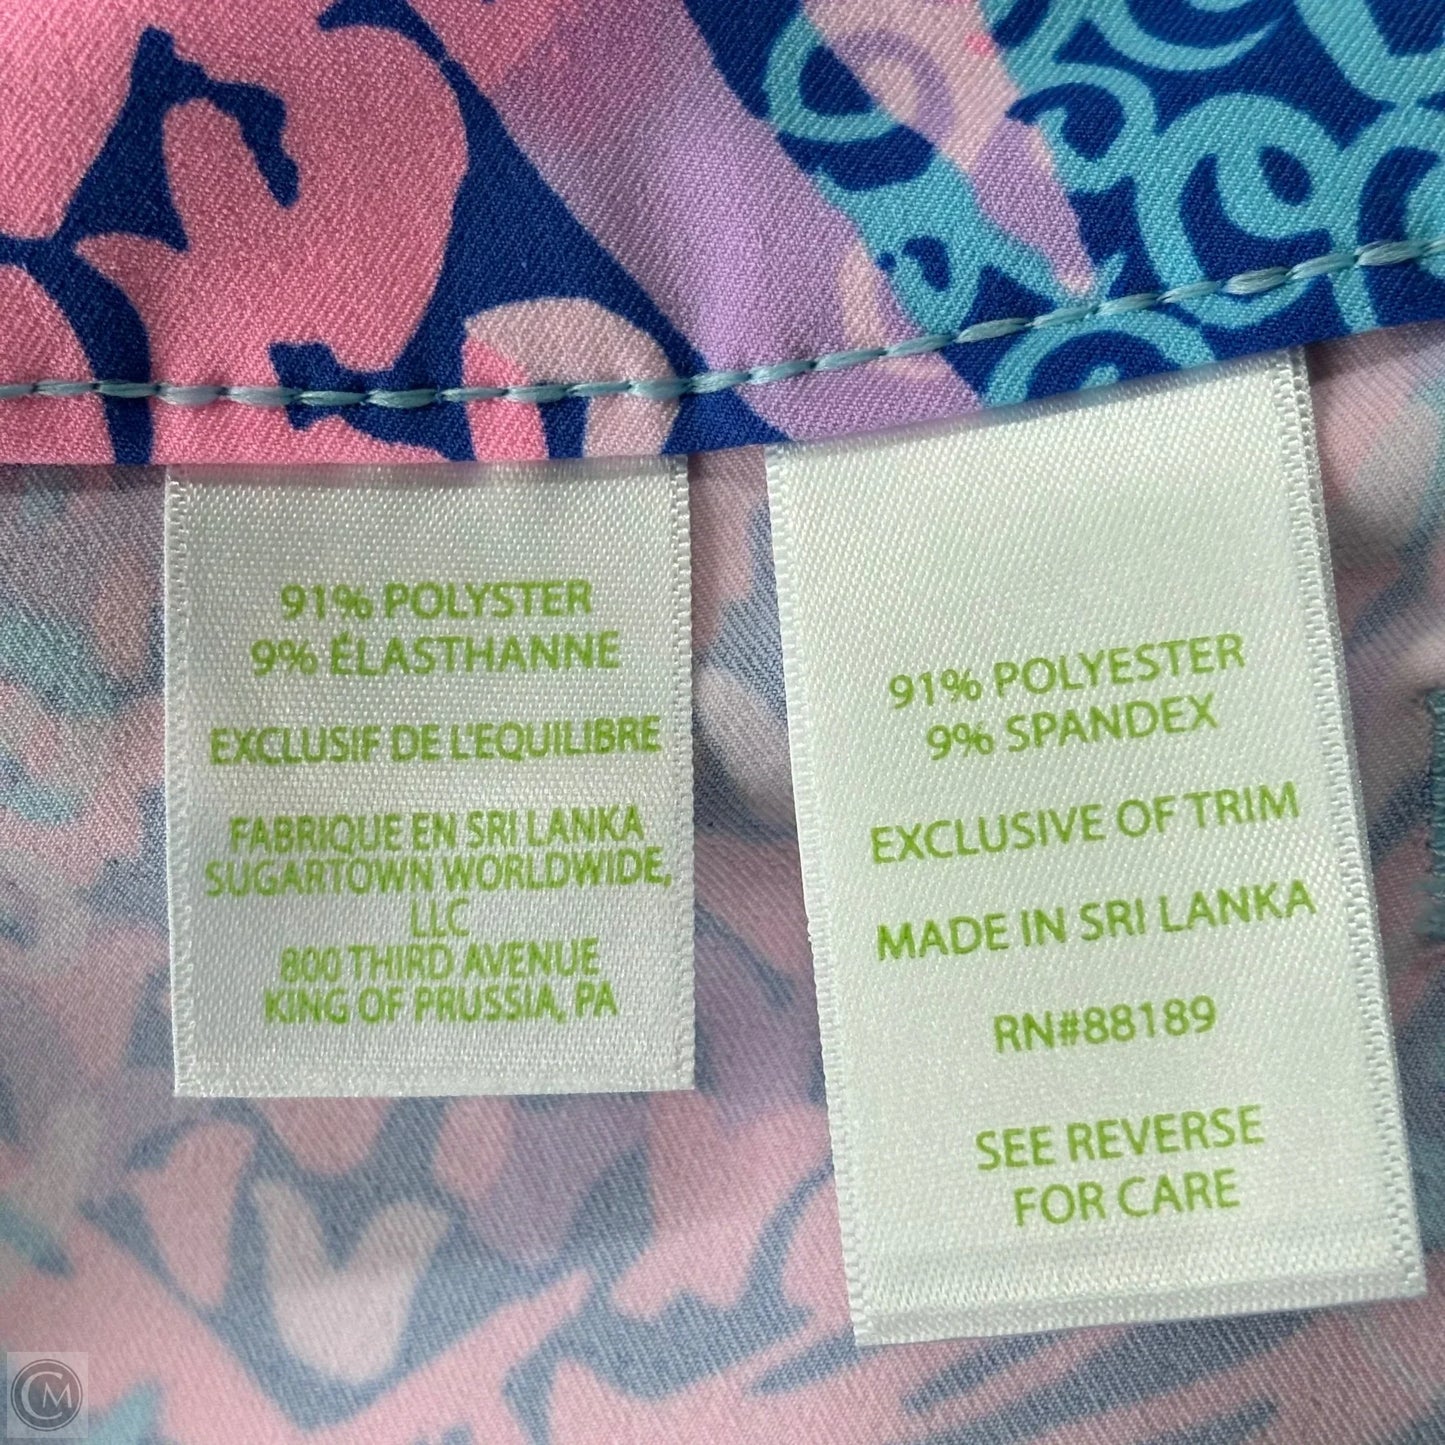 91% POLYSTER
9% ÉLASTHANNE
EXCLUSIF DE L'EQUILIBRE
FABRIQUE EN SRI LANKA
SUGARTOWN WORLDWIDE,
LLC
800 THIRD AVENUE
KING OF PRUSSIA, PA
91% POLYESTER
9% SPANDEX
EXCLUSIVE OF TRIM
MADE IN SRI LANKA
RN#88189
SEE REVERSE
FOR CARE
CM